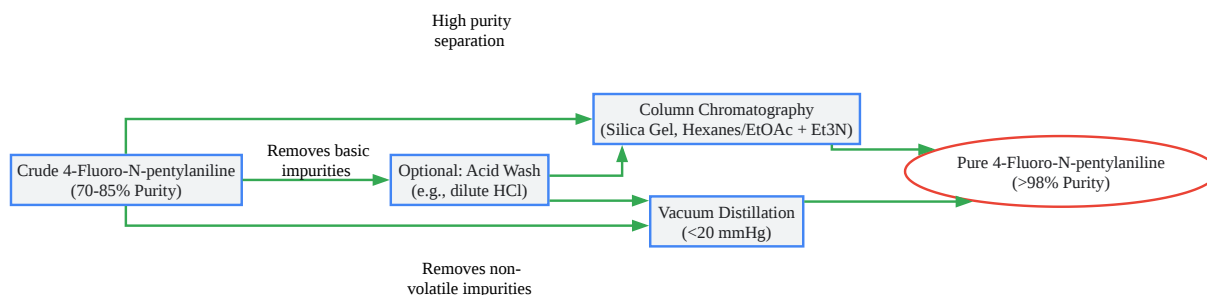 High purity
separation
Column Chromatography
(Silica Gel, Hexanes/EtOAc + Et3N)
Crude 4-Fluoro-N-pentylaniline
(70-85% Purity)
Removes basic
impurities
Optional: Acid Wash
(e.g., dilute HCl)
Pure 4-Fluoro-N-pentylaniline
(>98% Purity)
Vacuum Distillation
(<20 mmHg)
Removes non-
volatile impurities